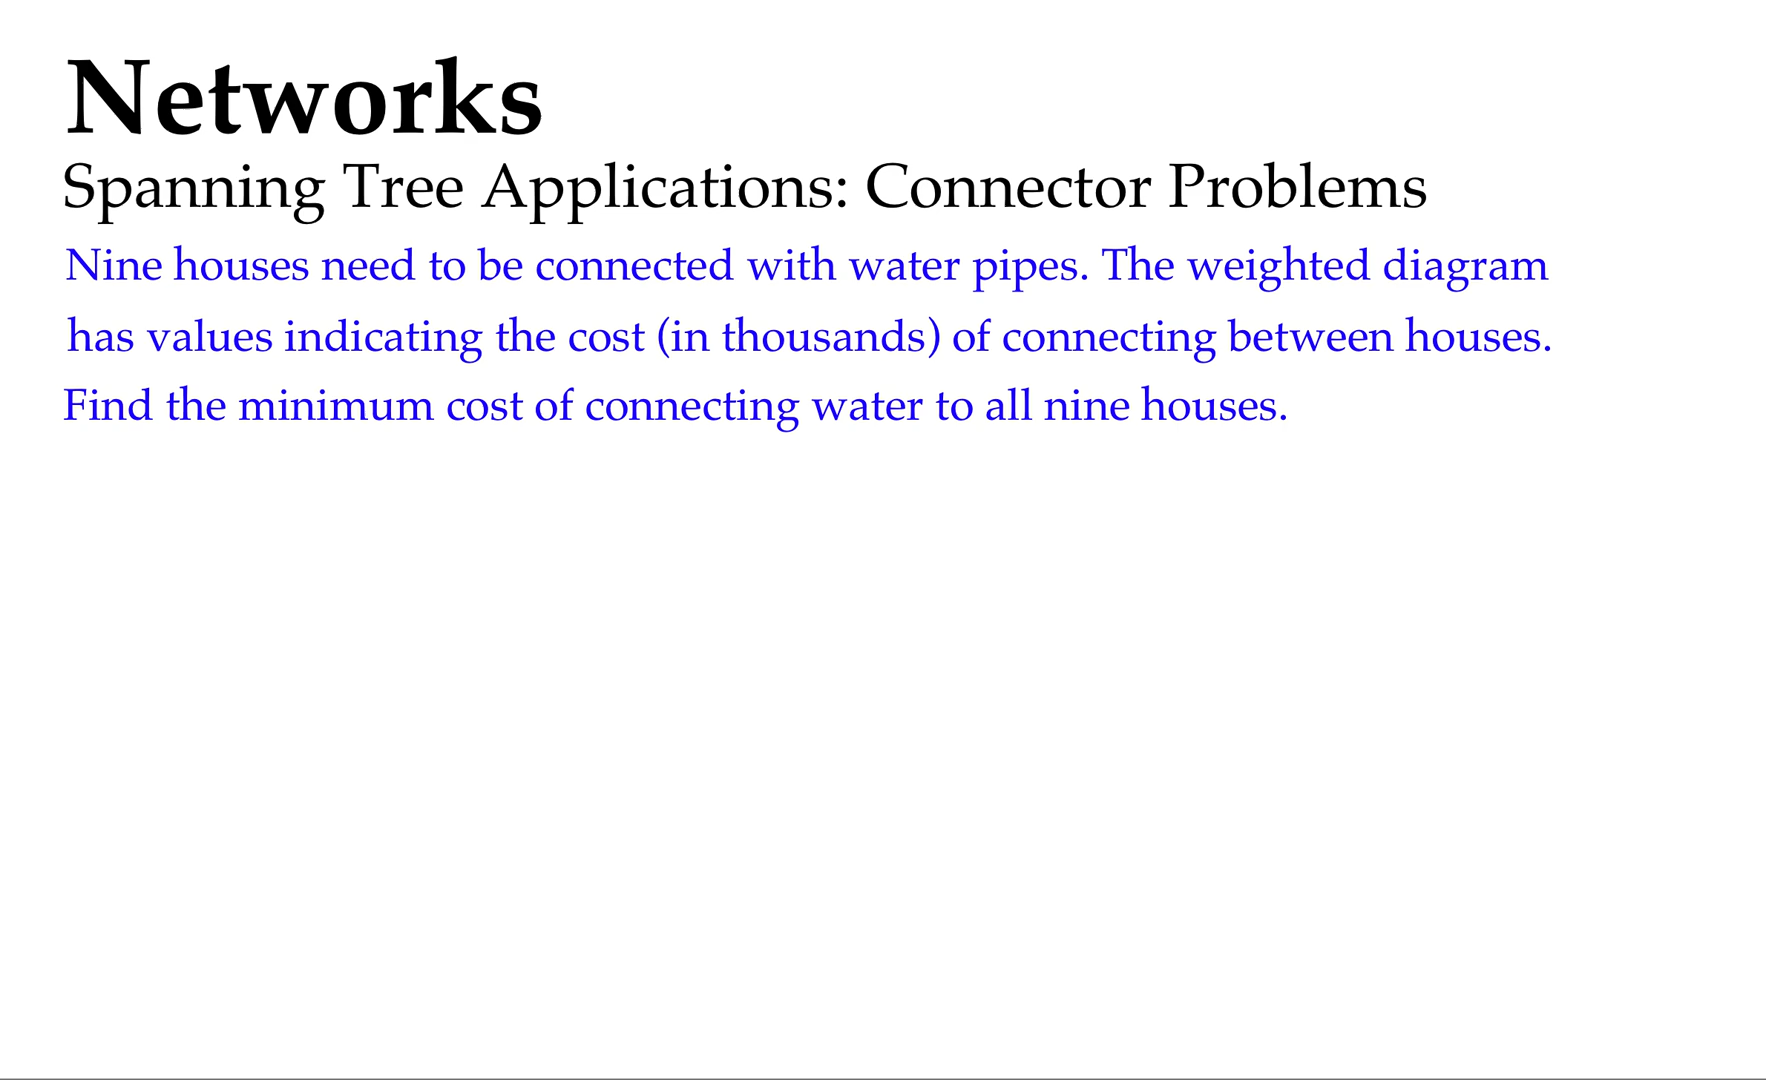 Networks
Spanning Tree Applications: Connector Problems
Nine houses need to be connected with water pipes. The weighted diagram
has values indicating the cost (in thousands) of connecting between houses.
Find the minimum cost of connecting water to all nine houses.